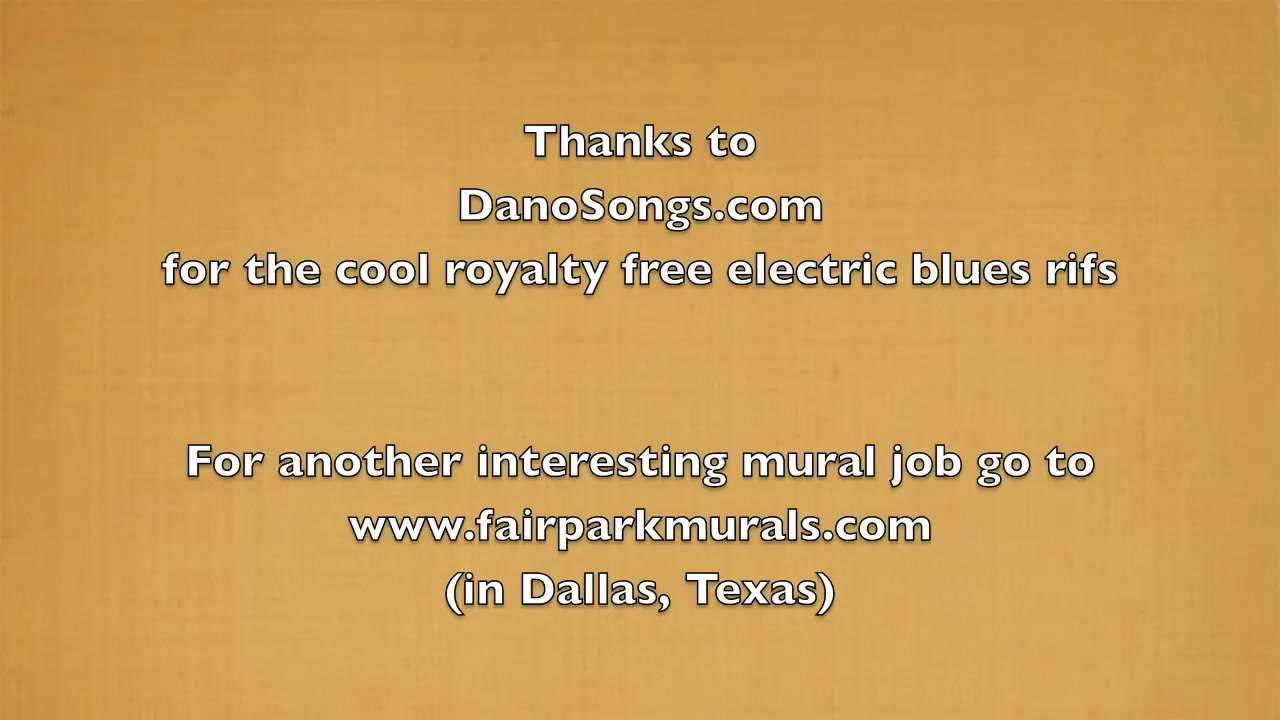 Thanks to
DanoSongs.com
for the cool royalty free electric blues rifs
For another interesting mural job go to
www.fairparkmurals.com
(in Dallas, Texas)